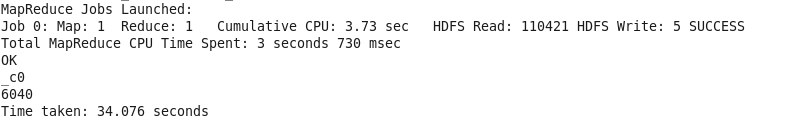 MapReduce Jobs Launched:
Job 0: Map: 1  Reduce: 1   Cumulative CPU: 3.73 sec   HDFS Read: 110421 HDFS Write: 5 SUCCESS
Total MapReduce CPU Time Spent: 3 seconds 730 msec
OK
_c0
6040
Time taken: 34.076 seconds